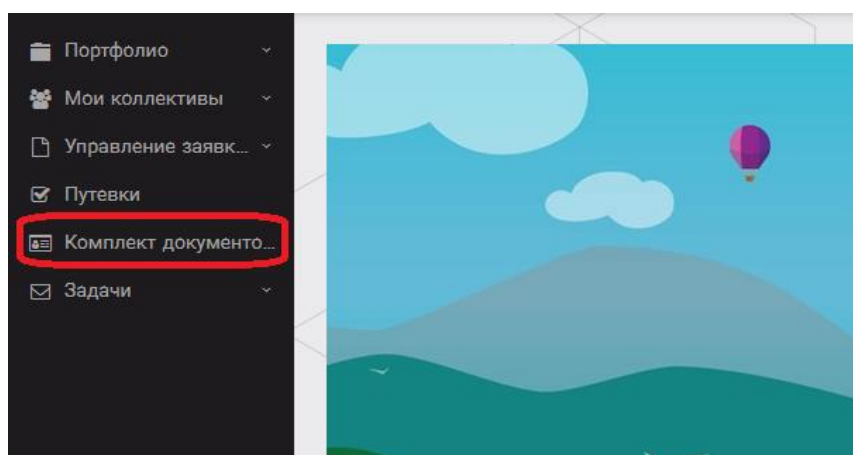 Портфолио
Мои коллективы
Управление заявк...
Путевки
Комплект документо...
Задачи